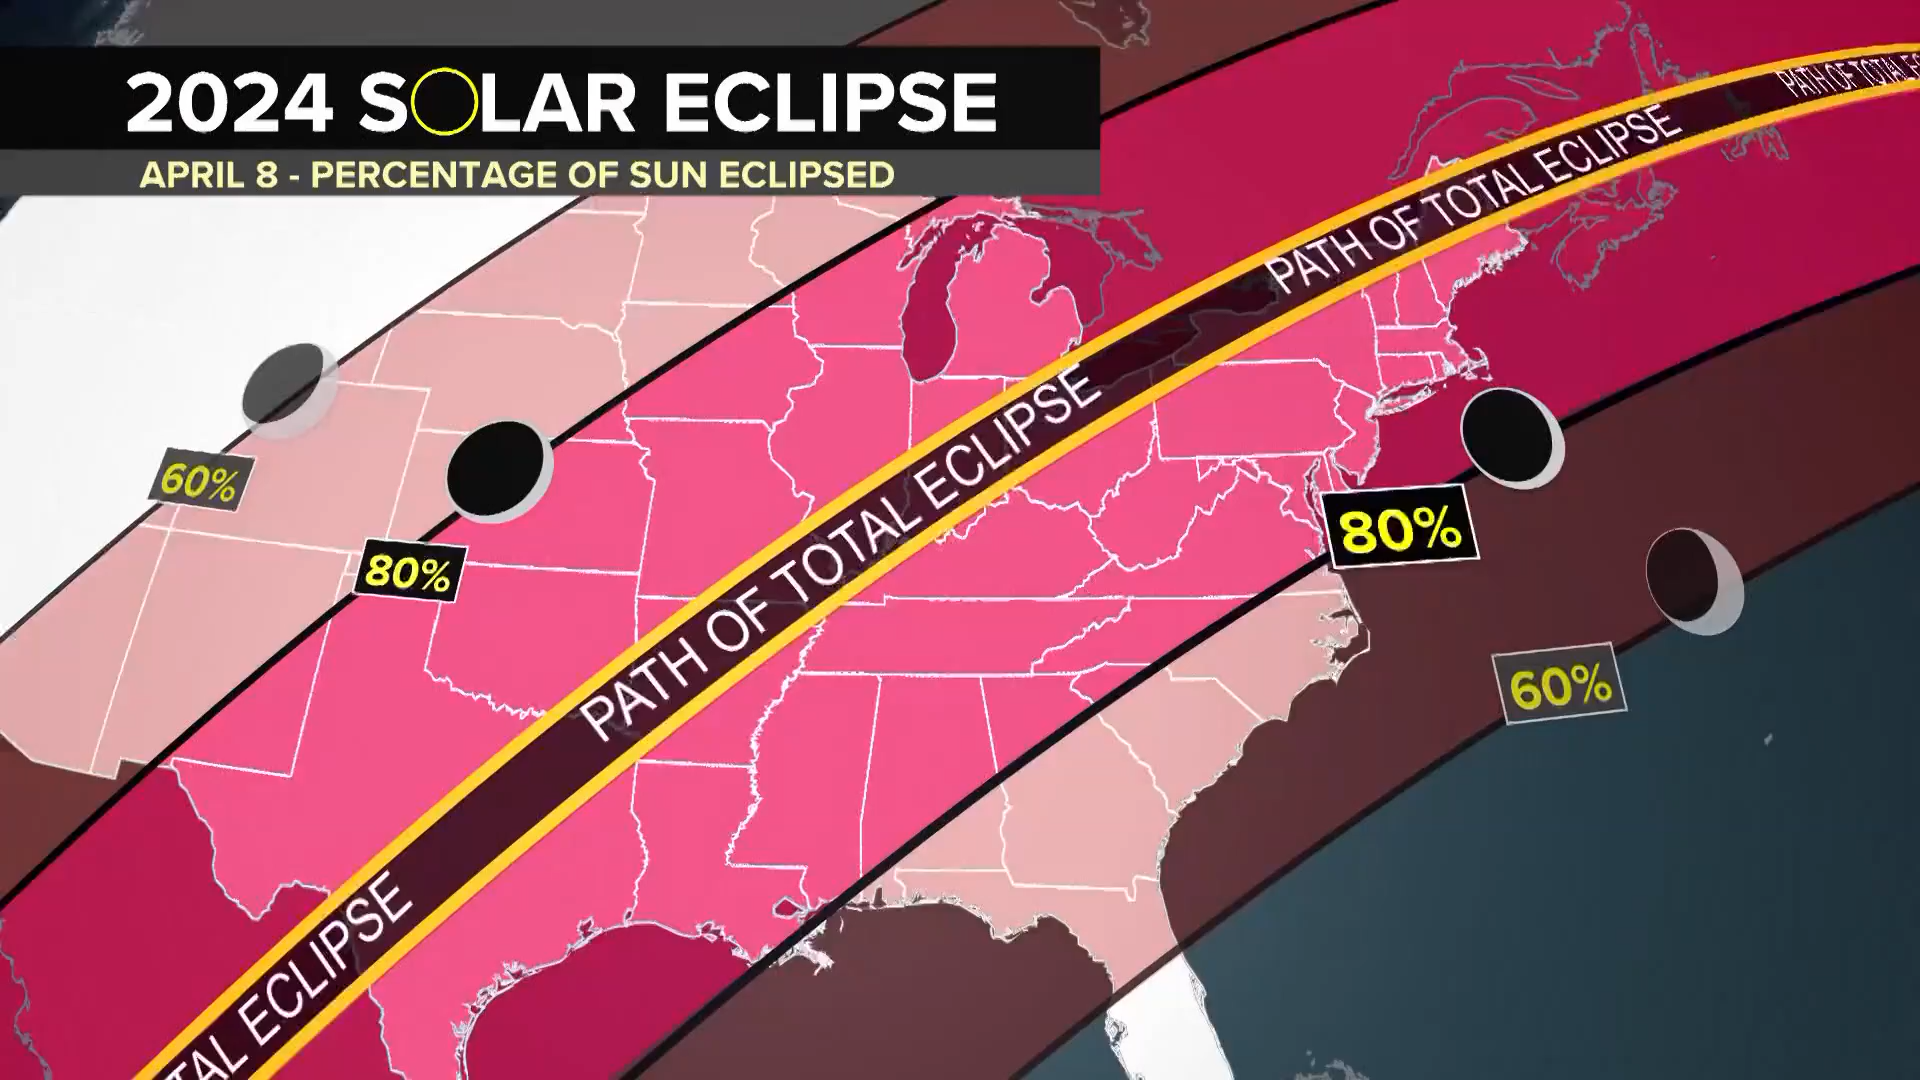 2024 SOLAR ECLIPSE
APRIL 8 - PERCENTAGE OF SUN ECLIPSED
PATH OF TOTAL EC
PATH OF TOTAL ECLIPSE
PATH OF TOTAL ECLIPSE
TAL ECLIPSE
60%
80%
80%
60%